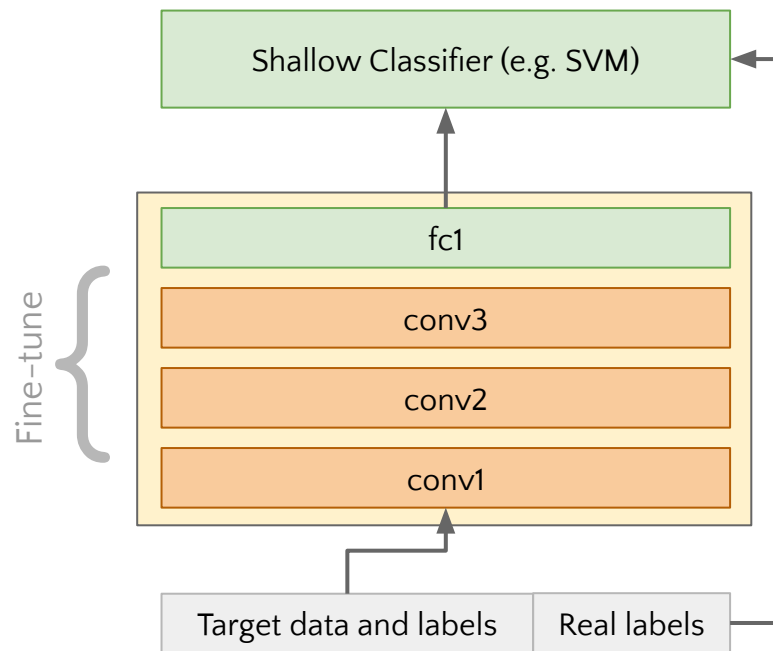 Shallow Classifier (e.g. SVM)
fc1
Fine-tune
conv3
conv2
conv1
Target data and labels
Real labels